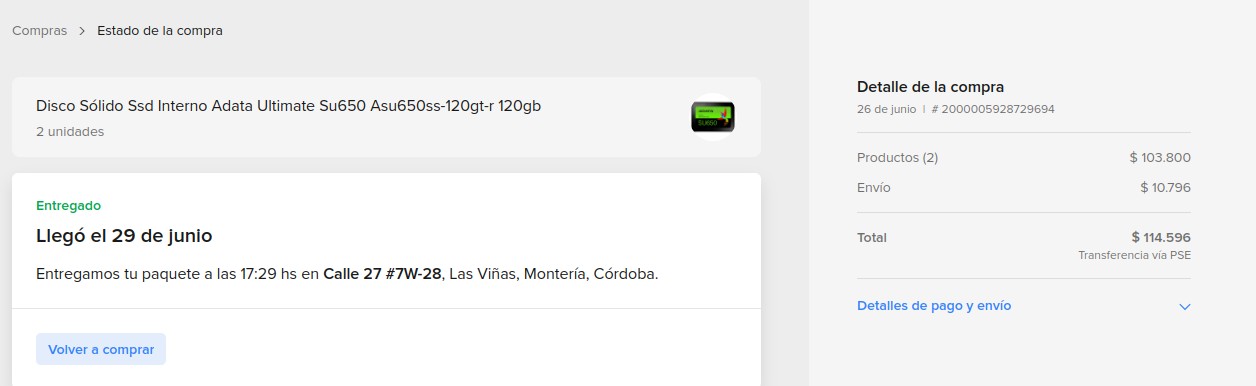 Compras > Estado de la compra
Disco Sólido Ssd Interno Adata Ultimate Su650 Asu650ss-120gt-r 120gb
2 unidades
SU650
Entregado
Llegó el 29 de junio
Entregamos tu paquete a las 17:29 hs en Calle 27 #7W-28, Las Viñas, Montería, Córdoba.
Volver a comprar
Detalle de la compra
26 de junio | # 2000005928729694
Productos (2) $ 103.800
Envío $ 10.796
Total $ 114.596
Transferencia vía PSE
Detalles de pago y envío